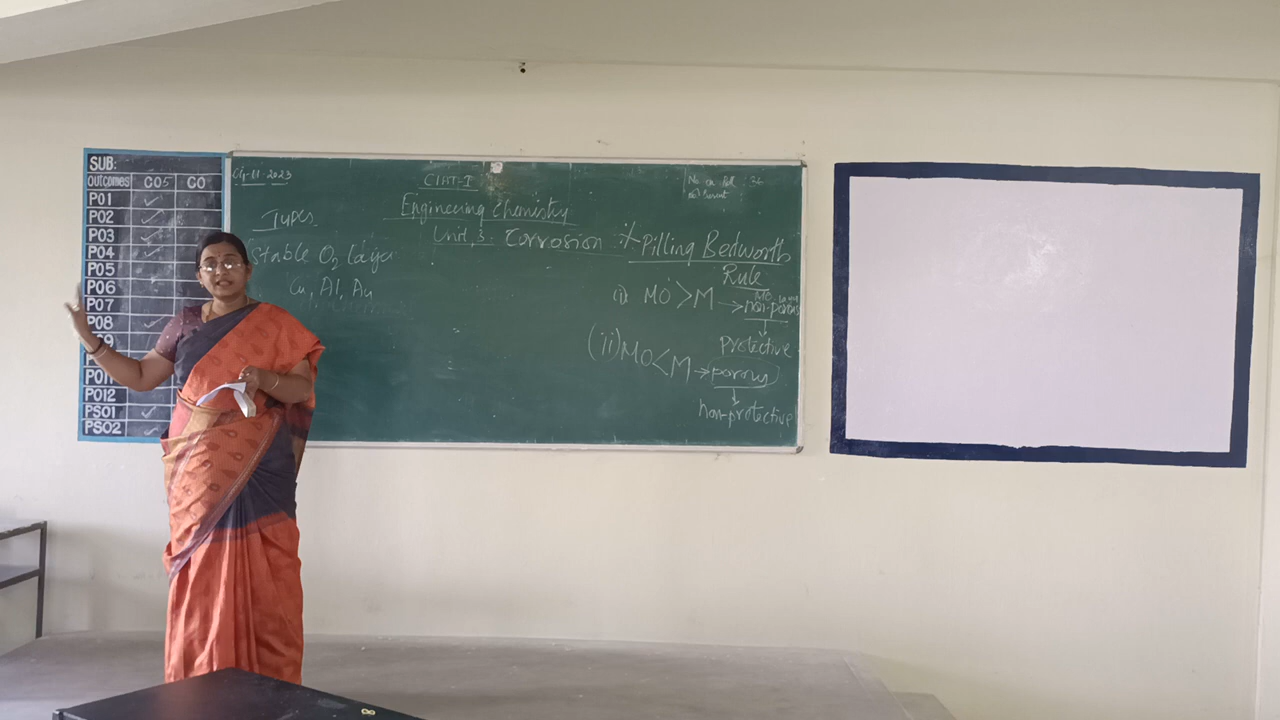 SUB:
OUTCOMES CO5 CO
PO1 ✓
PO2 ✓
PO3 ✓
PO4 ✓
PO5
PO6
PO7
PO8 ✓
PO11
PO12
PSO1 ✓
PSO2 ✓
-11-2023
Engineering Chemistry
Unit 3. Corrosion
Types
Stable O2 layer
Cu, Al, Au
Pilling Bedworth
Rule
(i) MO > M → non-porous
protective
(ii) MO < M → porous
non-protective